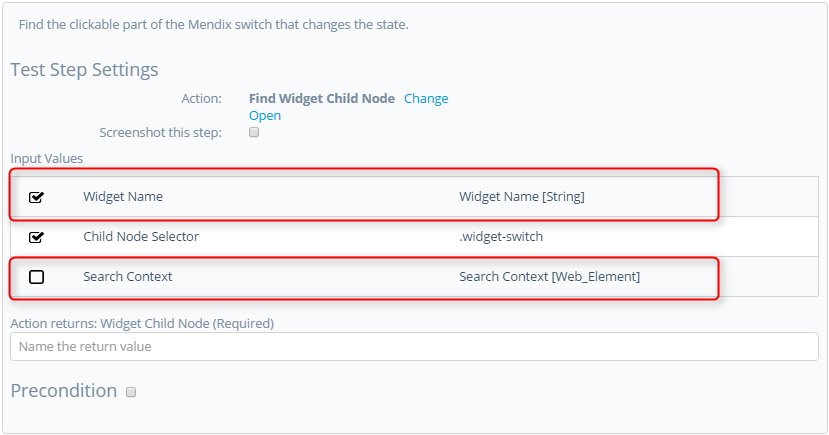 Find the clickable part of the Mendix switch that changes the state.
Test Step Settings
Action: Find Widget Child Node Change
Open
Screenshot this step:
Input Values
Widget Name Widget Name [String]
Child Node Selector .widget-switch
Search Context Search Context [Web_Element]
Action returns: Widget Child Node (Required)
Name the return value
Precondition